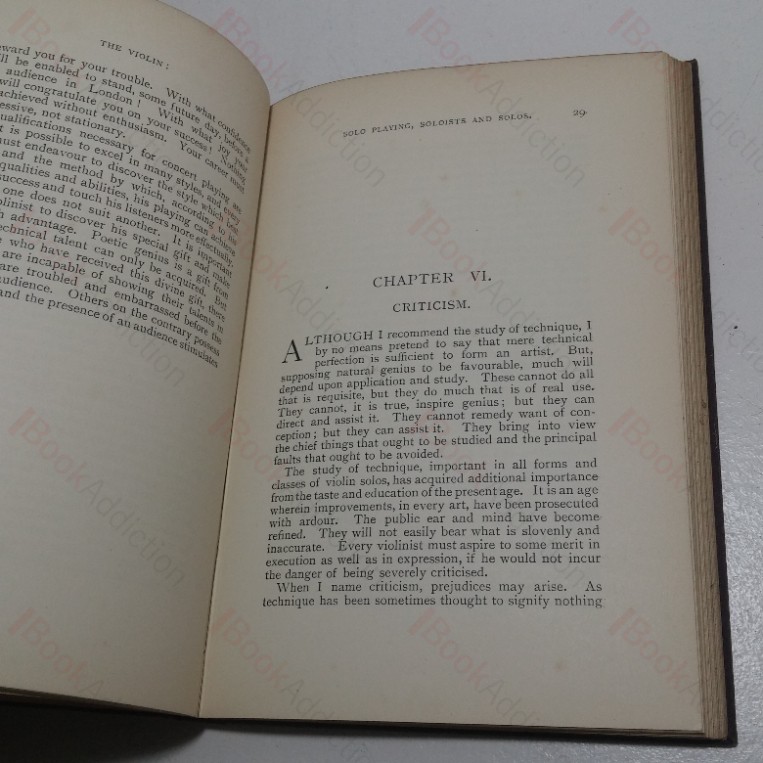 THE VIOLIN:
eward you for your trouble. With what confidence
ll be enabled to stand, some future day, before a
audience in London! With what joy your
will congratulate you on your success! Nothing
achieved without enthusiasm. Your career must
essive, not stationary.
ualifications necessary for concert playing are
t is possible to excel in many styles, and every
must endeavour to discover the style which best
and the method by which, according to his
qualities and abilities, his playing can achieve
success and touch his listeners more effectually.
one does not suit another. It is important
olinist to discover his special gift and make
h advantage. Poetic genius is a gift from
echnical talent can only be acquired. But
e who have received this divine gift, there
are incapable of showing their talents in
are troubled and embarrassed before the
udience. Others on the contrary possess
and the presence of an audience stimulates
SOLO PLAYING, SOLOISTS AND SOLOS. 29
CHAPTER VI.
CRITICISM.
ALTHOUGH I recommend the study of technique, I
by no means pretend to say that mere technical
perfection is sufficient to form an artist. But,
supposing natural genius to be favourable, much will
depend upon application and study. These cannot do all
that is requisite, but they do much that is of real use.
They cannot, it is true, inspire genius; but they can
direct and assist it. They cannot remedy want of con-
ception; but they can assist it. They bring into view
the chief things that ought to be studied and the principal
faults that ought to be avoided.
The study of technique, important in all forms and
classes of violin solos, has acquired additional importance
from the taste and education of the present age. It is an age
wherein improvements, in every art, have been prosecuted
with ardour. The public ear and mind have become
refined. They will not easily bear what is slovenly and
inaccurate. Every violinist must aspire to some merit in
execution as well as in expression, if he would not incur
the danger of being severely criticised.
When I name criticism, prejudices may arise. As
technique has been sometimes thought to signify nothing
BookAddiction